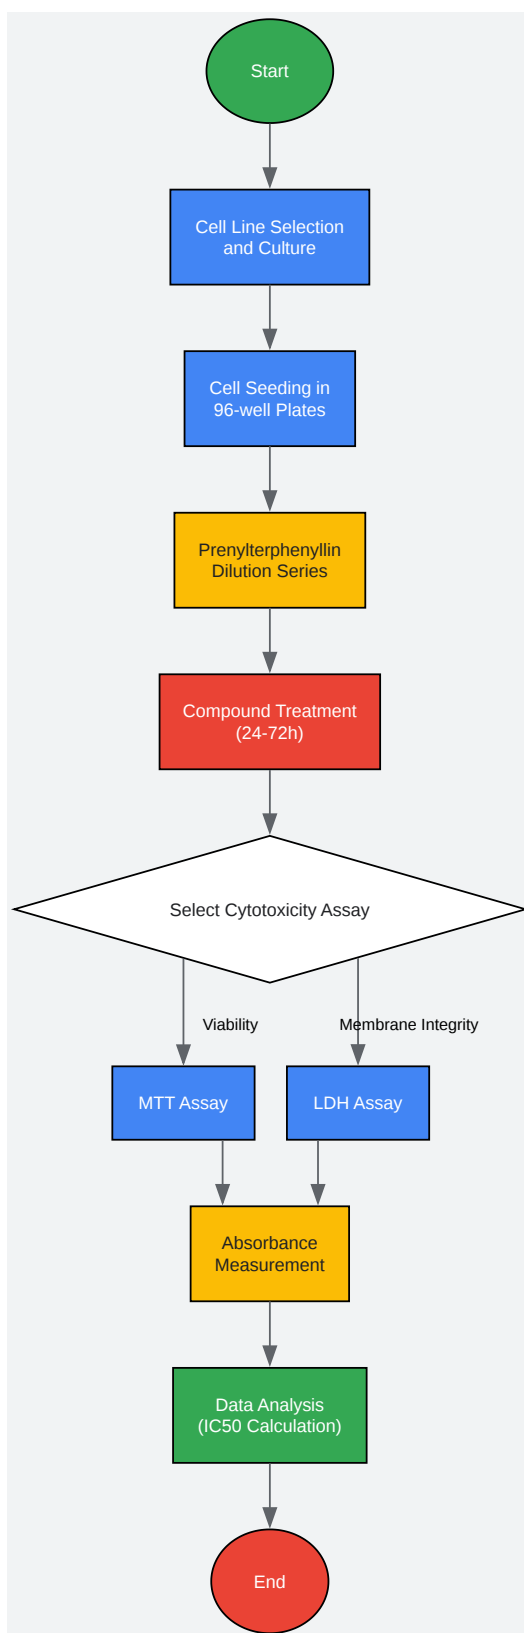 Start
Cell Line Selection
and Culture
Cell Seeding in
96-well Plates
Prenylterphenyllin
Dilution Series
Compound Treatment
(24-72h)
Select Cytotoxicity Assay
Viability
Membrane Integrity
MTT Assay
LDH Assay
Absorbance
Measurement
Data Analysis
(IC50 Calculation)
End